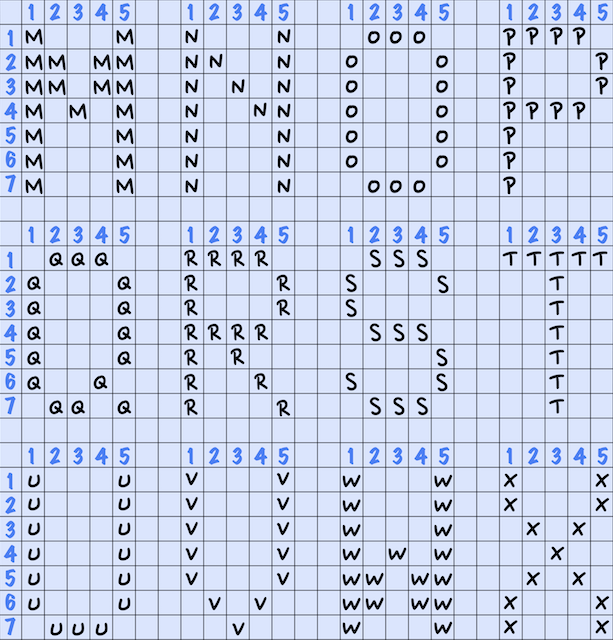 1 2 3 4 5 1 2 3 4 5 1 2 3 4 5 1 2 3 4 5
1 M M N N O O O P P P P
2 M M M M N N N O O P P
3 M M M M N N N O O P P
4 M M M N N N O O P P P P
5 M M N N O O P
6 M M N N O O P
7 M M N N O O O P
1 2 3 4 5 1 2 3 4 5 1 2 3 4 5 1 2 3 4 5
1 Q Q Q R R R R S S S T T T T T
2 Q Q R R S S T
3 Q Q R R S T
4 Q Q R R R R S S S T
5 Q Q R R S T
6 Q Q R R S S T
7 Q Q Q R R S S S T
1 2 3 4 5 1 2 3 4 5 1 2 3 4 5 1 2 3 4 5
1 U U V V W W X X
2 U U V V W W X X
3 U U V V W W X X
4 U U V V W W W X
5 U U V V W W W W X X
6 U U V V W W W W X X
7 U U U V W W X X